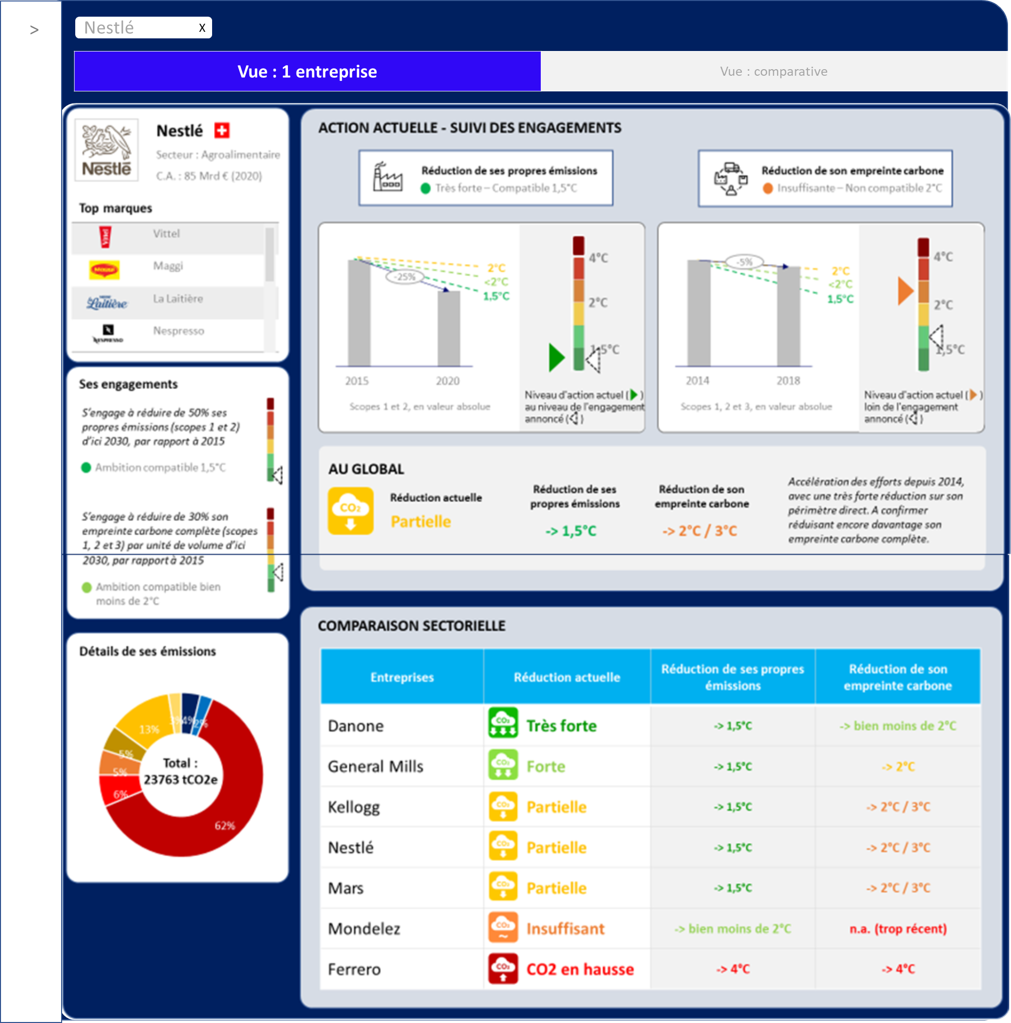 >
Nestlé x
Vue : 1 entreprise
Vue : comparative
Nestlé
Nestlé
Secteur : Agroalimentaire
C.A. : 85 Mrd € (2020)
Top marques
Vittel
Maggi
La Laitière
Nespresso
Ses engagements
S'engage à réduire de 50% ses
propres émissions (scopes 1 et 2)
d'ici 2030, par rapport à 2015
Ambition compatible 1,5°C
S'engage à réduire de 30% son
empreinte carbone complète (scopes
1, 2 et 3) par unité de volume d'ici
2030, par rapport à 2015
Ambition compatible bien
moins de 2°C
Détails de ses émissions
4%
13%
5%
5%
6%
62%
Total :
23763 tCO2e
ACTION ACTUELLE - SUIVI DES ENGAGEMENTS
Réduction de ses propres émissions
Très forte – Compatible 1,5°C
Réduction de son empreinte carbone
Insuffisante – Non compatible 2°C
-25%
2°C
<2°C
1,5°C
2015 2020
Scopes 1 et 2, en valeur absolue
4°C
2°C
1,5°C
Niveau d'action actuel ( )
au niveau de l'engagement
annoncé ( )
-5%
2°C
<2°C
1,5°C
2014 2018
Scopes 1, 2 et 3, en valeur absolue
4°C
2°C
1,5°C
Niveau d'action actuel ( )
loin de l'engagement
annoncé ( )
AU GLOBAL
CO₂
Réduction actuelle
Partielle
Réduction de ses
propres émissions
-> 1,5°C
Réduction de son
empreinte carbone
-> 2°C / 3°C
Accélération des efforts depuis 2014,
avec une très forte réduction sur son
périmètre direct. A confirmer
réduisant encore davantage son
empreinte carbone complète.
COMPARAISON SECTORIELLE
Entreprises Réduction actuelle Réduction de ses propres émissions Réduction de son empreinte carbone
Danone CO₂ Très forte -> 1,5°C -> bien moins de 2°C
General Mills CO₂ Forte -> 1,5°C -> 2°C
Kellogg CO₂ Partielle -> 1,5°C -> 2°C / 3°C
Nestlé CO₂ Partielle -> 1,5°C -> 2°C / 3°C
Mars CO₂ Partielle -> 1,5°C -> 2°C / 3°C
Mondelez CO₂ Insuffisant -> bien moins de 2°C n.a. (trop récent)
Ferrero CO₂ CO2 en hausse -> 4°C -> 4°C